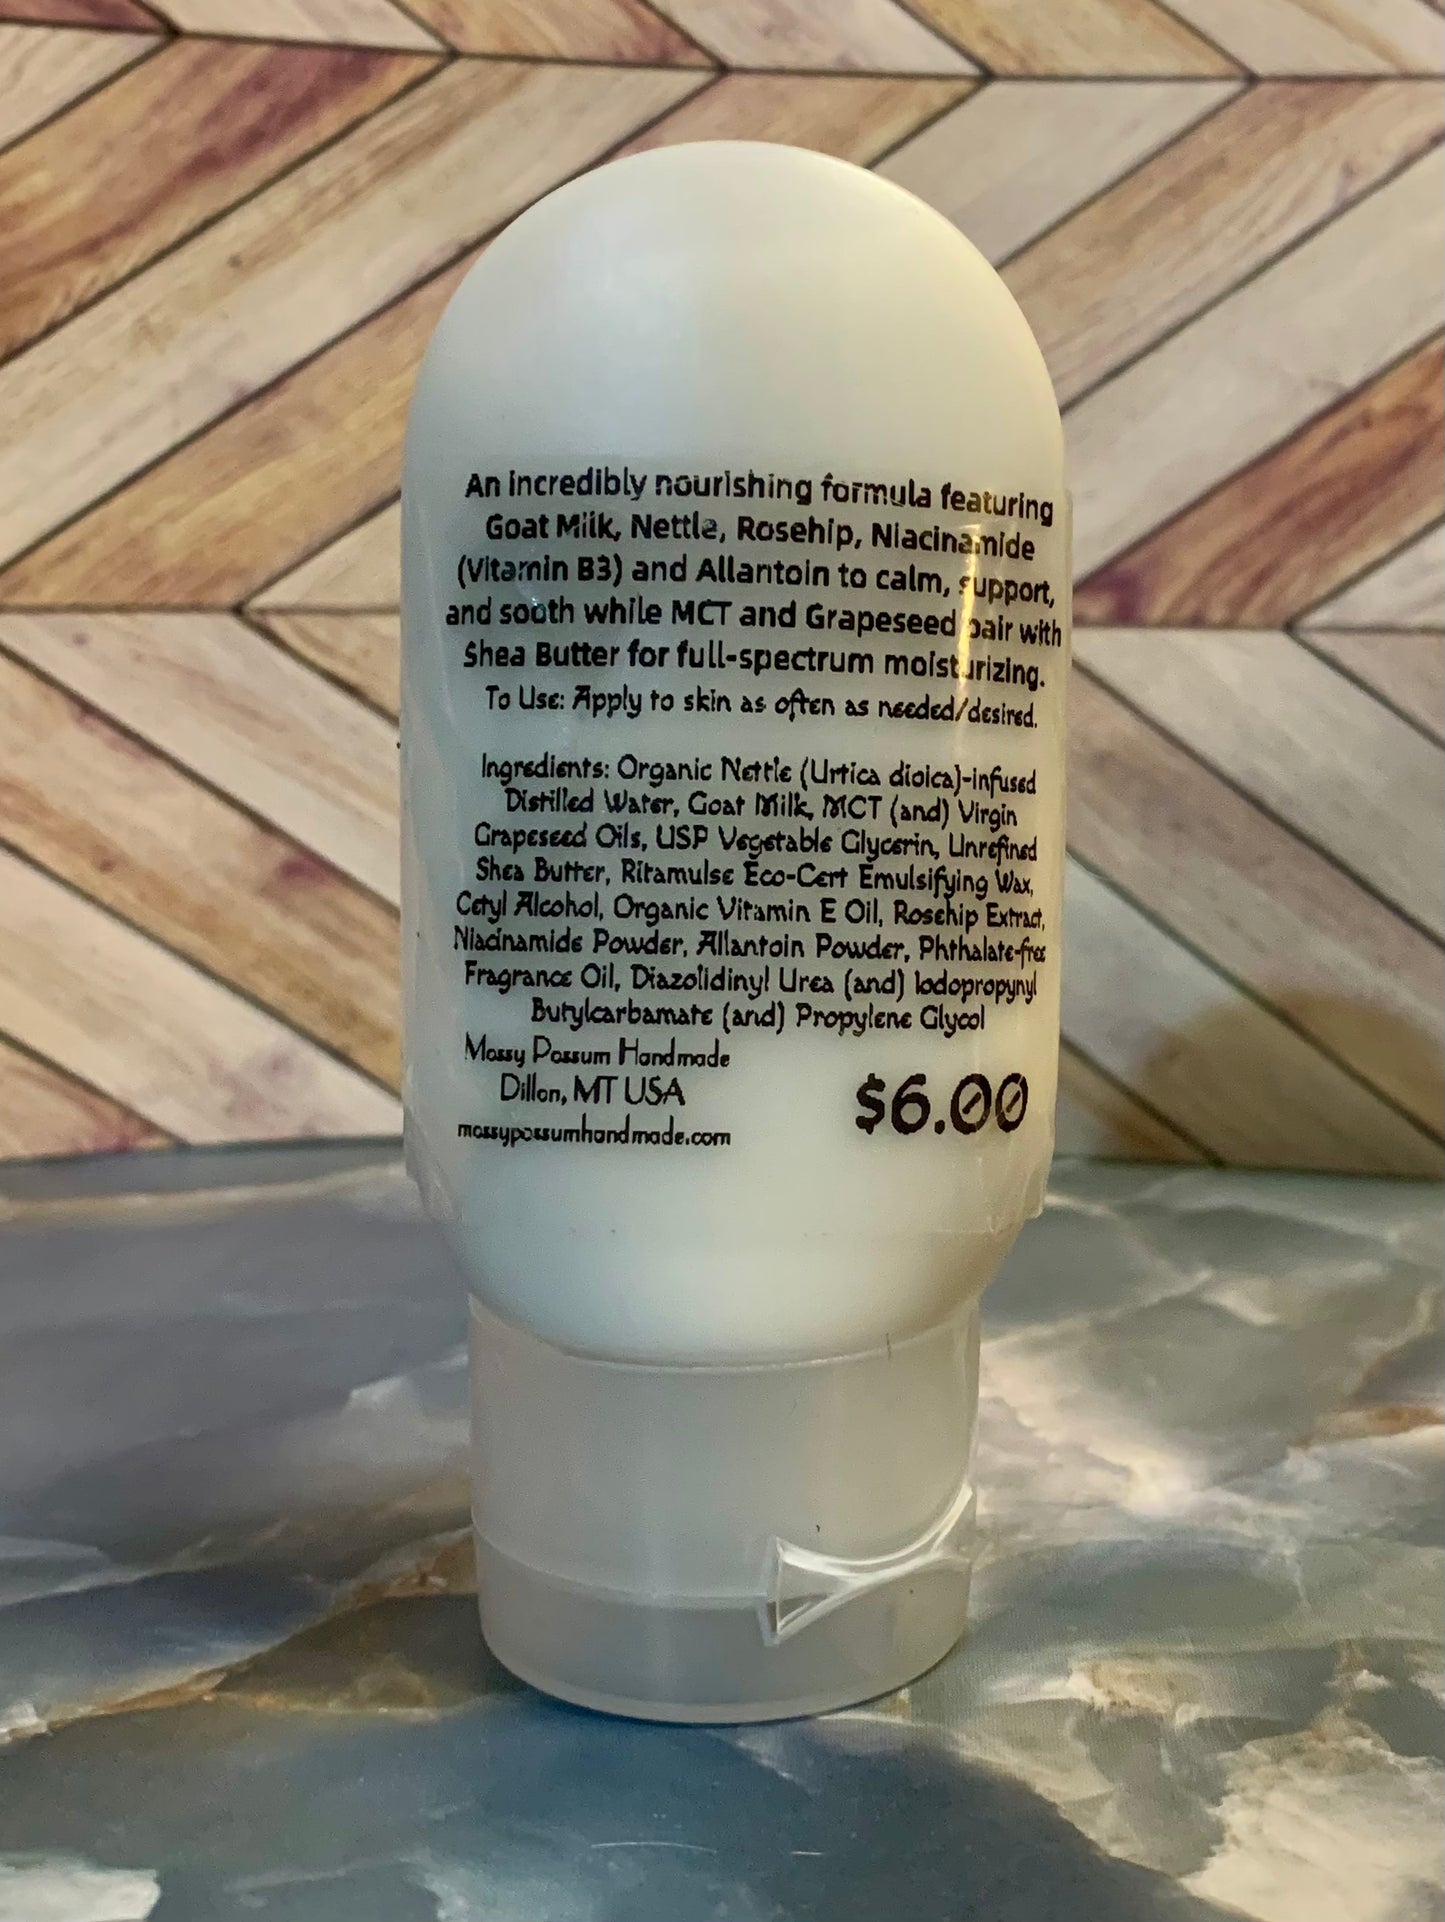 An incredibly nourishing formula featuring
Goat Milk, Nettle, Rosehip, Niacinamide
(Vitamin B3) and Allantoin to calm, support,
and sooth while MCT and Grapeseed pair with
Shea Butter for full-spectrum moisturizing.
To Use: Apply to skin as often as needed/desired.
Ingredients: Organic Nettle (Urtica dioica)-infused
Distilled Water, Goat Milk, MCT (and) Virgin
Grapeseed Oils, USP Vegetable Glycerin, Unrefined
Shea Butter, Ritamulse Eco-Cert Emulsifying Wax,
Cetyl Alcohol, Organic Vitamin E Oil, Rosehip Extract,
Niacinamide Powder, Allantoin Powder, Phthalate-free
Fragrance Oil, Diazolidinyl Urea (and) Iodopropynyl
Butylcarbamate (and) Propylene Glycol
Mossy Possum Handmade
Dillon, MT USA
mossypossumhandmade.com
$6.00